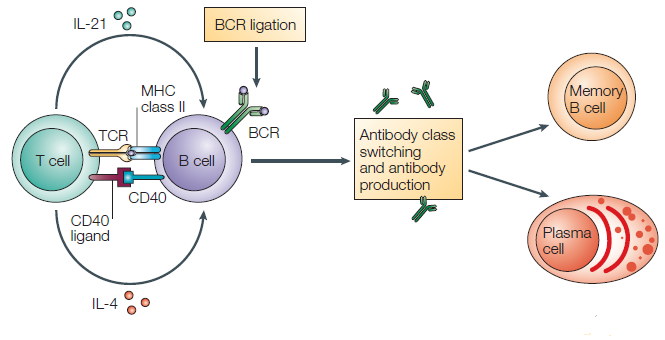 IL-21
BCR ligation
MHC
class II
TCR
BCR
T cell
B cell
CD40
CD40
ligand
IL-4
Antibody class
switching
and antibody
production
Memory
B cell
Plasma
cell